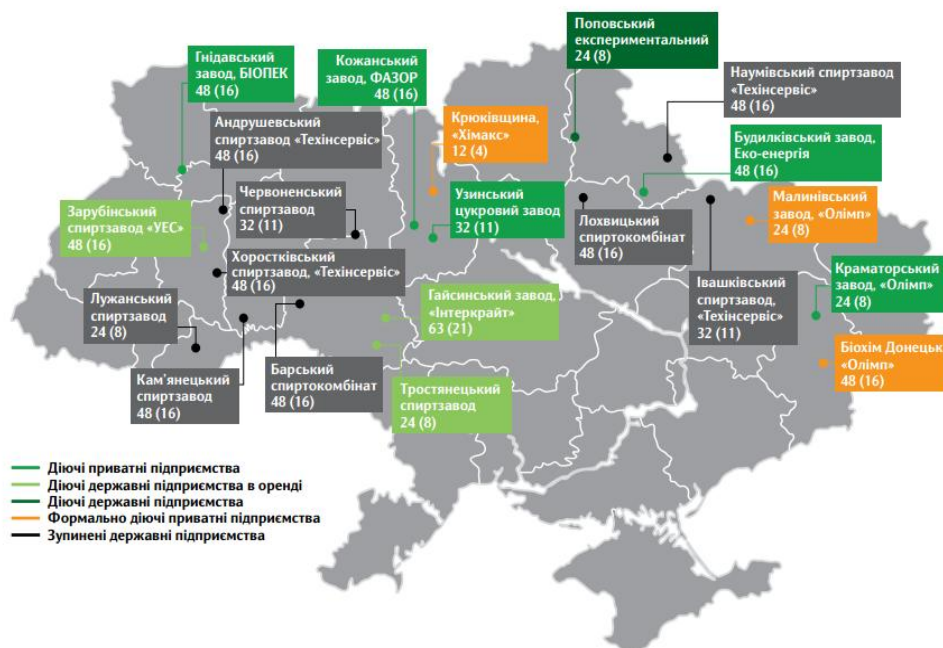 Поповський
експериментальний
24 (8)
Гнідавський
завод, БІОПЕК
48 (16)
Кожанський
завод, ФАЗОР
48 (16)
Наумівський спиртзавод
«Техінсервіс»
48 (16)
Андрушевський
спиртзавод «Техінсервіс»
48 (16)
Крюківщина,
«Хімакс»
12 (4)
Будилківський завод,
Еко-енергія
48 (16)
Червоненський
спиртзавод
32 (11)
Узинський
цукровий завод
32 (11)
Лохвицький
спиртокомбінат
48 (16)
Малинівський
завод, «Олімп»
24 (8)
Зарубінський
спиртзавод «УЕС»
48 (16)
Хоростківський
спиртзавод, «Техінсервіс»
48 (16)
Івашківський
спиртзавод,
«Техінсервіс»
32 (11)
Краматорський
завод, «Олімп»
24 (8)
Лужанський
спиртзавод
24 (8)
Гайсинський завод,
«Інтеркрайт»
63 (21)
Біохім Донецьк
«Олімп»
48 (16)
Кам'янецький
спиртзавод
48 (16)
Барський
спиртокомбінат
48 (16)
Тростянецький
спиртзавод
24 (8)
Діючі приватні підприємства
Діючі державні підприємства в оренді
Діючі державні підприємства
Формально діючі приватні підприємства
Зупинені державні підприємства